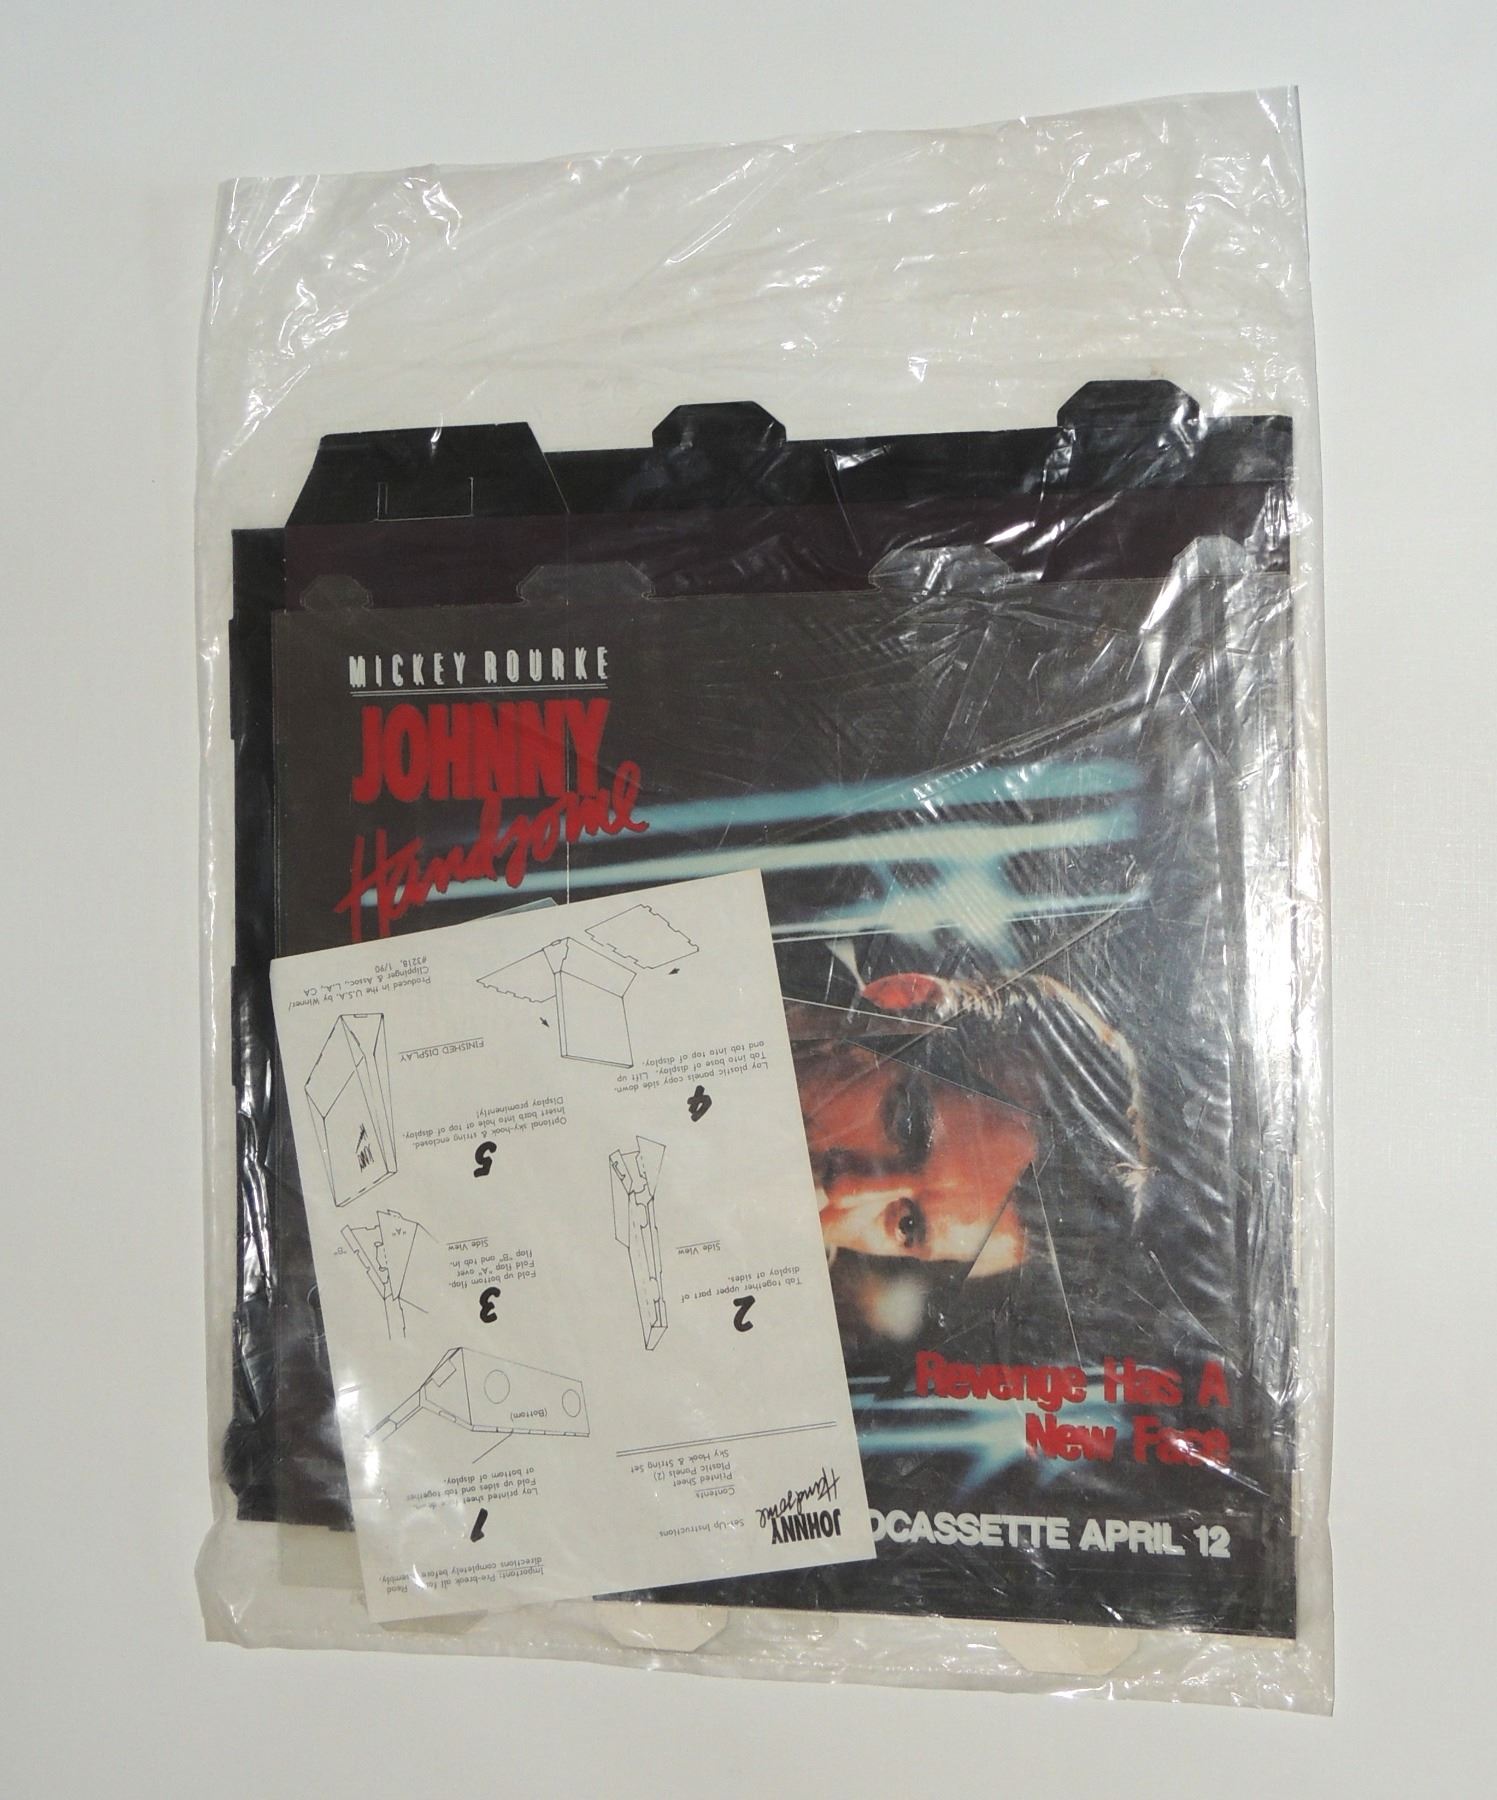 MICKEY ROURKE
JOHNNY
Handsome
Revenge Has A
New Face
OCASSETTE APRIL 12
JOHNNY
Handsome
Set-Up Instructions
Contents
Printed Sheet
Plastic Panels (2)
Sky Hook & String Set
Important: Pre-break all Read
directions completely before
1
Lay printed sheet
Fold up sides and tab together
at bottom of display.
(Bottom)
2
Tab together upper part of
display at sides.
Side View
3
Fold up bottom flap.
Fold flap "A" over
flap "B" and tab in.
Side View
"A"
"B"
4
Lay plastic panels copy side down.
Tab into base of display. Lift up
and tab into top of display.
5
Optional sky-hook & string enclosed.
Insert barb into hole at top of display.
Display prominently!
FINISHED DISPLAY
Produced in the U.S.A. by Winner/
Clippinger & Assoc., L.A., CA
#3218, 1/90